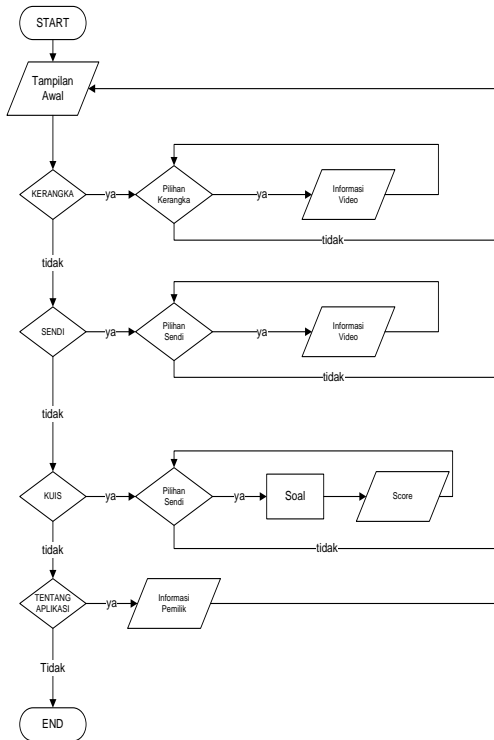 START
Tampilan
Awal
KERANGKA
ya
Pilihan
Kerangka
ya
Informasi
Video
tidak
tidak
SENDI
ya
Pilihan
Sendi
ya
Informasi
Video
tidak
tidak
KUIS
ya
Pilihan
Sendi
ya
Soal
Score
tidak
tidak
TENTANG
APLIKASI
ya
Informasi
Pemilik
Tidak
END